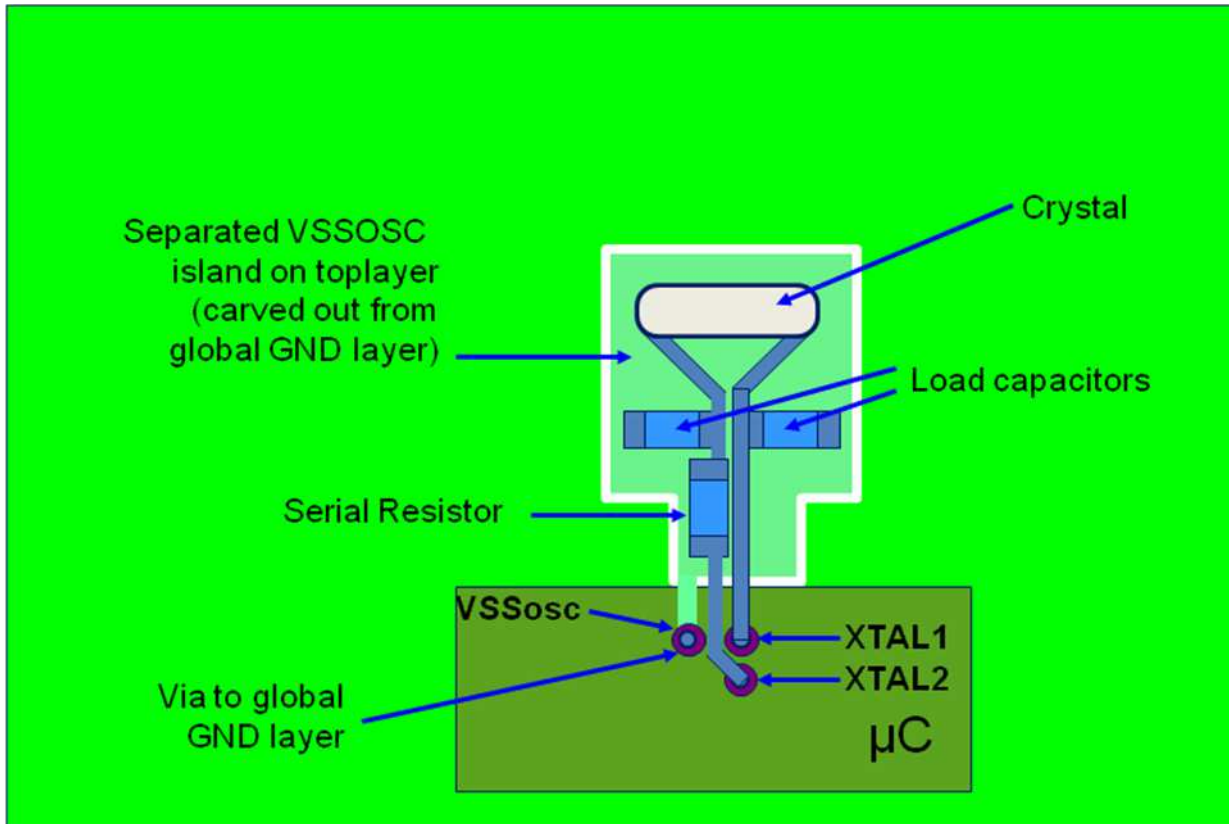 Crystal
Separated VSSOSC
island on toplayer
(carved out from
global GND layer)
Load capacitors
Serial Resistor
VSSosc
XTAL1
XTAL2
Via to global
GND layer
µC